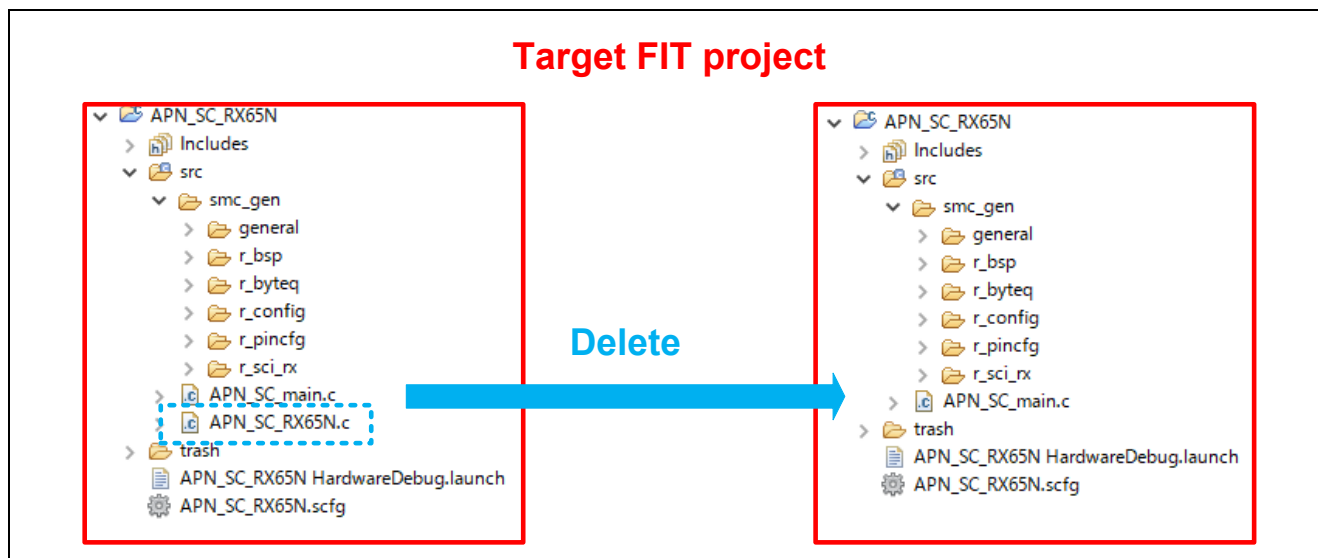 Target FIT project
APN_SC_RX65N
Includes
src
smc_gen
general
r_bsp
r_byteq
r_config
r_pincfg
r_sci_rx
APN_SC_main.c
APN_SC_RX65N.c
trash
APN_SC_RX65N HardwareDebug.launch
APN_SC_RX65N.scfg
Delete
APN_SC_RX65N
Includes
src
smc_gen
general
r_bsp
r_byteq
r_config
r_pincfg
r_sci_rx
APN_SC_main.c
trash
APN_SC_RX65N HardwareDebug.launch
APN_SC_RX65N.scfg